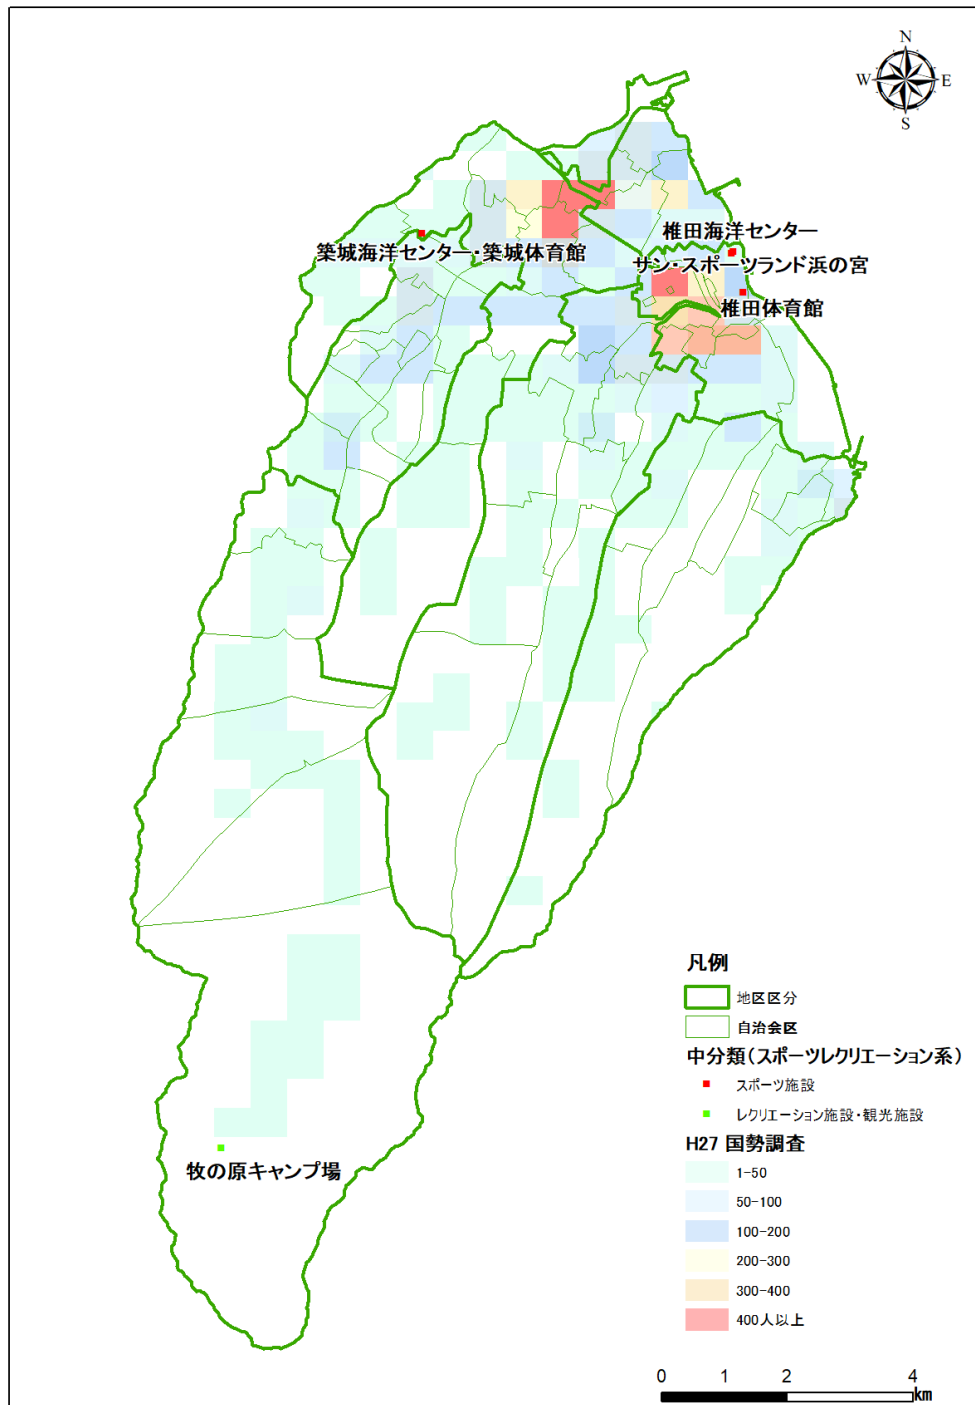 N
W
E
S
椎田海洋センター
築城海洋センター・築城体育館
サン・スポーツランド浜の宮
椎田体育館
牧の原キャンプ場
凡例
地区区分
自治会区
中分類(スポーツレクリエーション系)
スポーツ施設
レクリエーション施設・観光施設
H27 国勢調査
1-50
50-100
100-200
200-300
300-400
400人以上
0 1 2 4
km